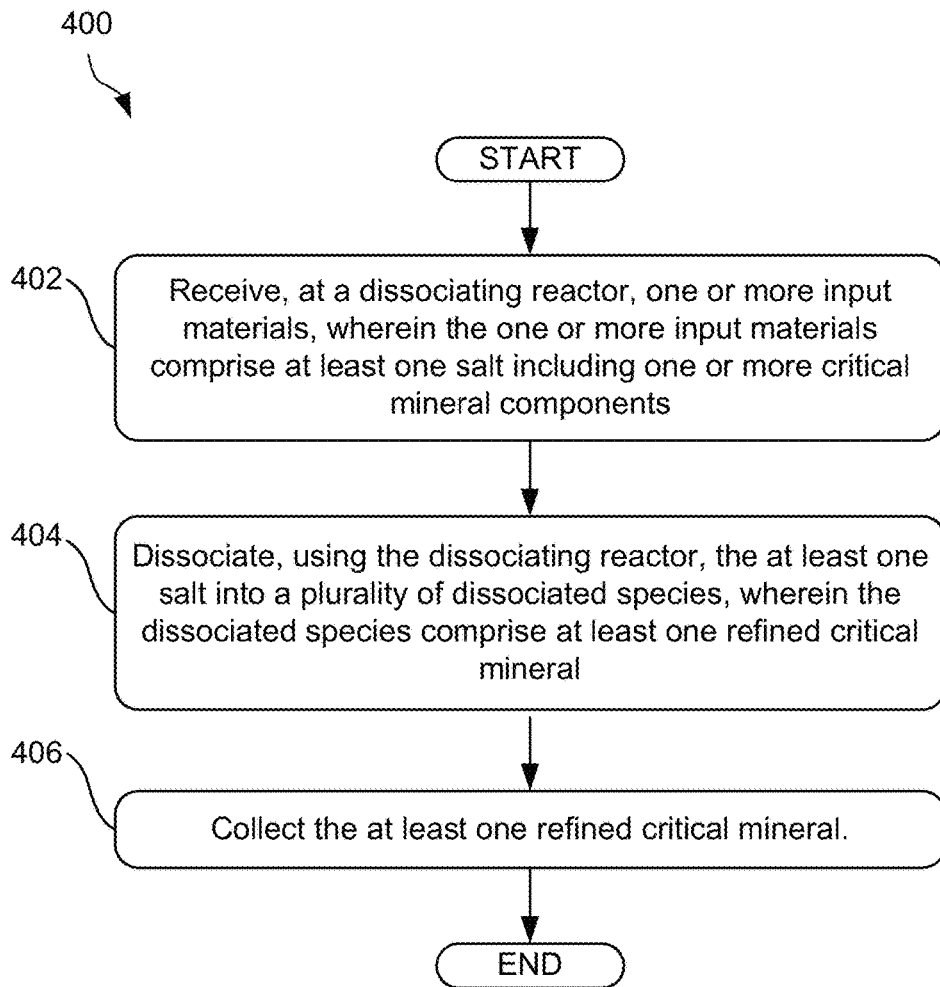 400
START
402
Receive, at a dissociating reactor, one or more input
materials, wherein the one or more input materials
comprise at least one salt including one or more critical
mineral components
404
Dissociate, using the dissociating reactor, the at least one
salt into a plurality of dissociated species, wherein the
dissociated species comprise at least one refined critical
mineral
406
Collect the at least one refined critical mineral.
END